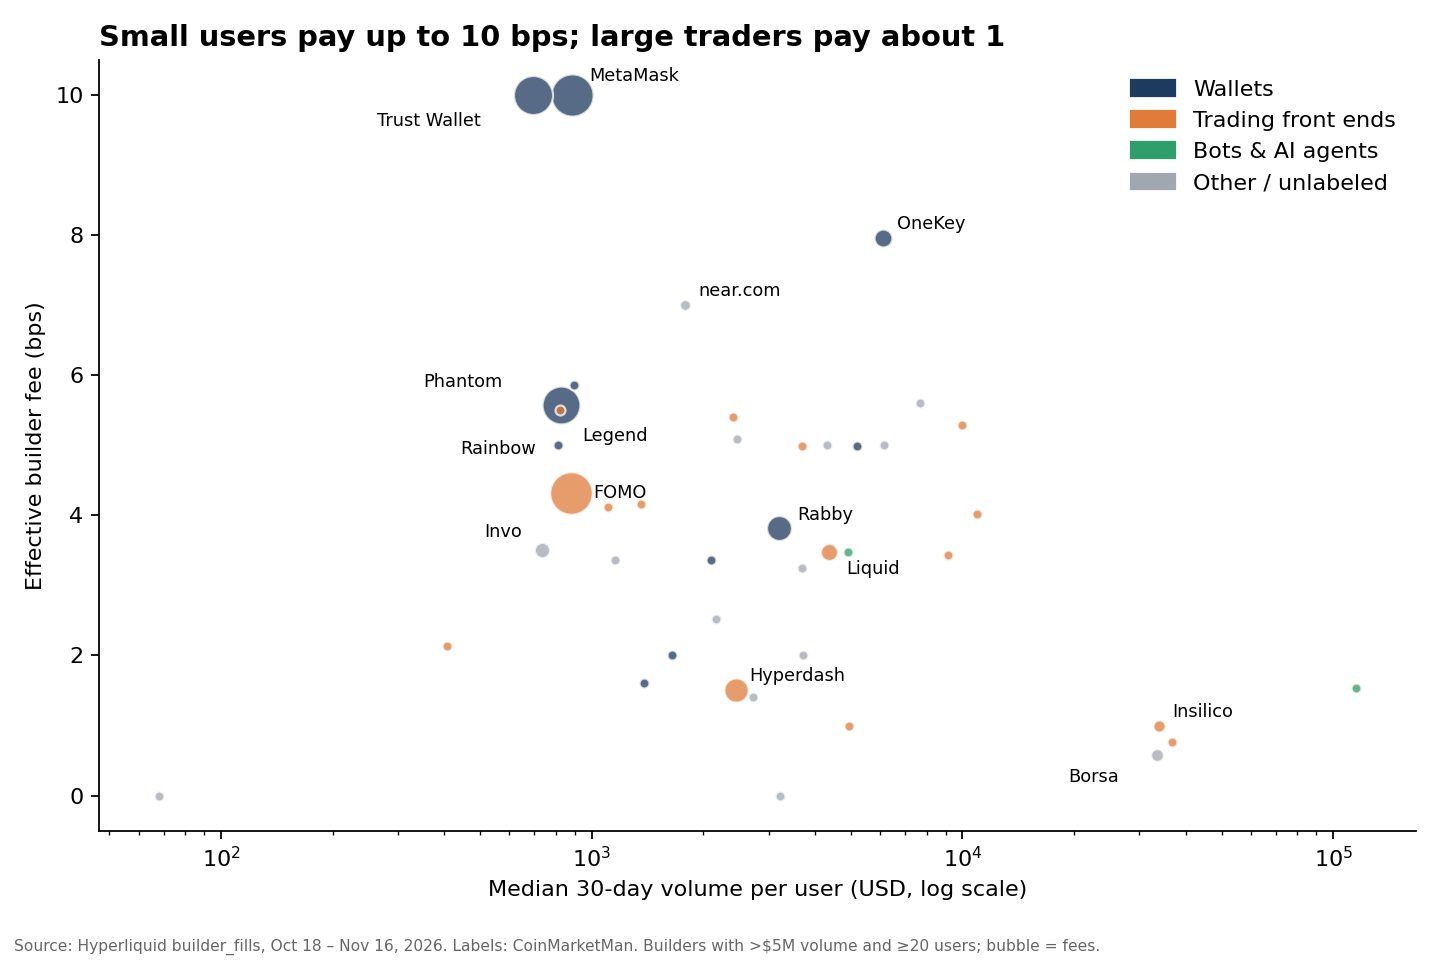 Small users pay up to 10 bps; large traders pay about 1
MetaMask
Trust Wallet
Wallets
Trading front ends
Bots & AI agents
Other / unlabeled
OneKey
near.com
Phantom
Legend
Rainbow
FOMO
Invo
Rabby
Liquid
Hyperdash
Insilico
Borsa
10
8
6
4
2
0
Effective builder fee (bps)
10² 10³ 10⁴ 10⁵
Median 30-day volume per user (USD, log scale)
Source: Hyperliquid builder_fills, Oct 18 – Nov 16, 2026. Labels: CoinMarketMan. Builders with >$5M volume and ≥20 users; bubble = fees.